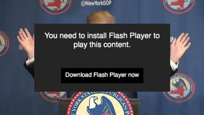 @NewYorkGOP
You need to install Flash Player to
play this content.
Download Flash Player now